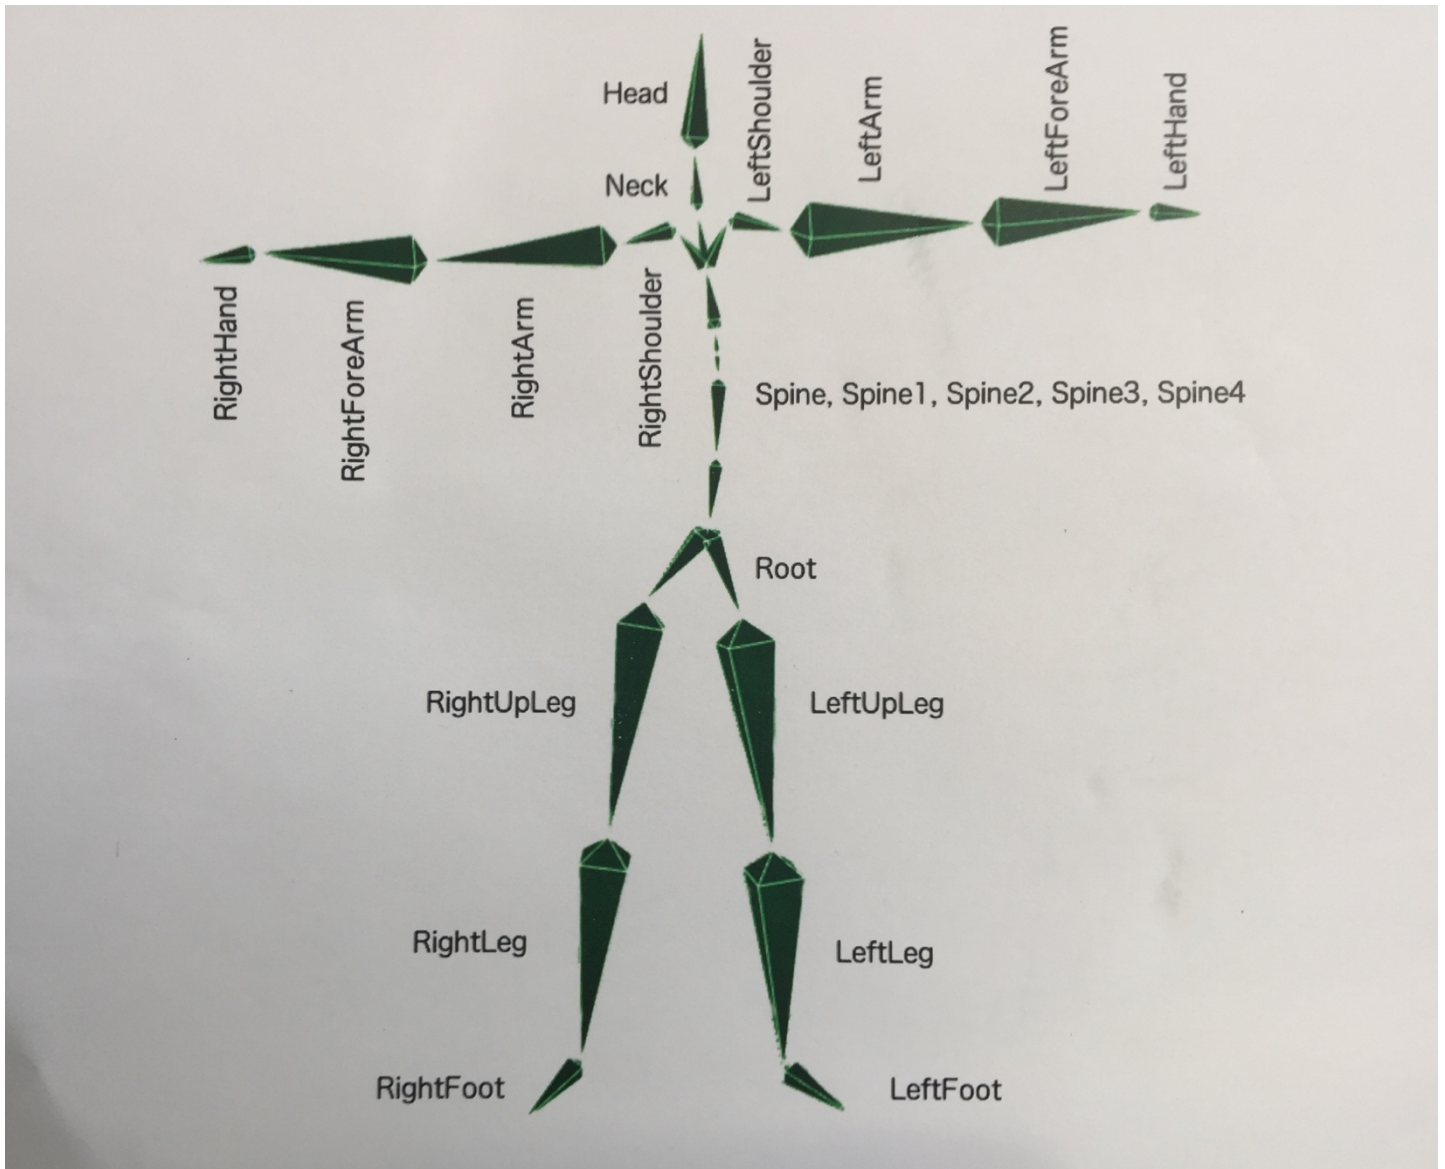 Head
Neck
LeftShoulder
LeftArm
LeftForeArm
LeftHand
RightHand
RightForeArm
RightArm
RightShoulder
Spine, Spine1, Spine2, Spine3, Spine4
Root
RightUpLeg
LeftUpLeg
RightLeg
LeftLeg
RightFoot
LeftFoot